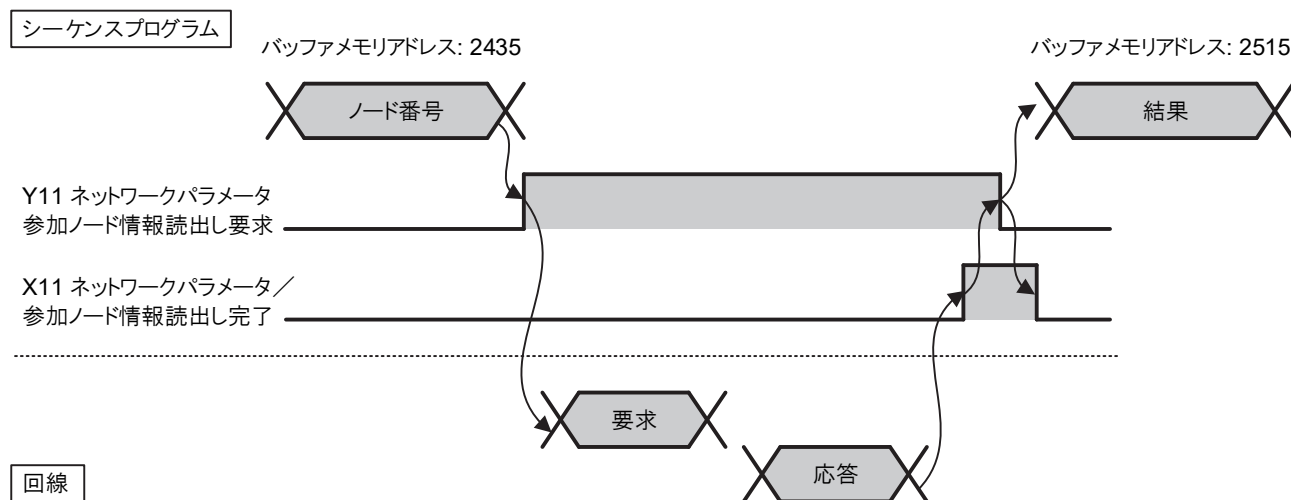 シーケンスプログラム
バッファメモリアドレス: 2435
バッファメモリアドレス: 2515
ノード番号
結果
Y11 ネットワークパラメータ
参加ノード情報読出し要求
X11 ネットワークパラメータ／
参加ノード情報読出し完了
要求
応答
回線